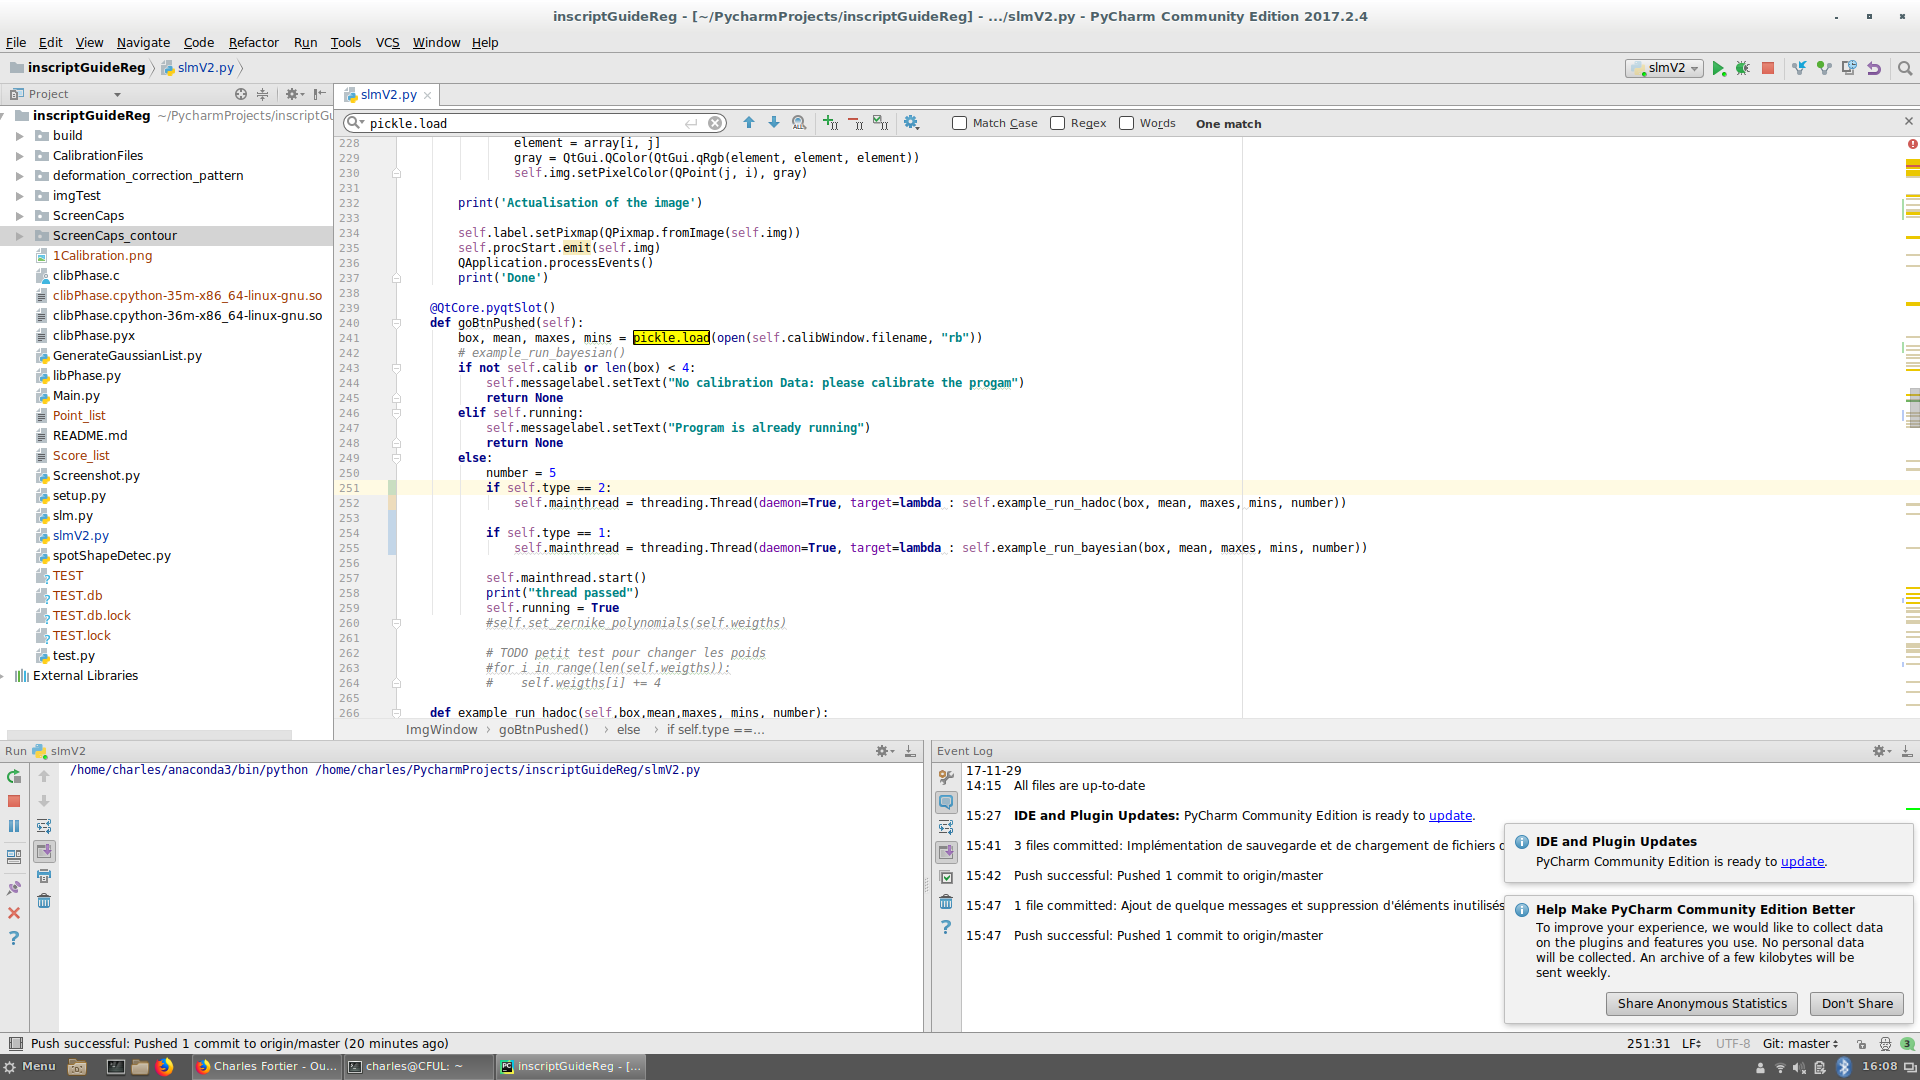 inscriptGuideReg - [~/PycharmProjects/inscriptGuideReg] - .../slmV2.py - PyCharm Community Edition 2017.2.4
File Edit View Navigate Code Refactor Run Tools VCS Window Help
inscriptGuideReg slmV2.py slmV2
Project slmV2.py
pickle.load Match Case Regex Words One match
inscriptGuideReg ~/PycharmProjects/inscriptGu
build
CalibrationFiles
deformation_correction_pattern
imgTest
ScreenCaps
ScreenCaps_contour
1Calibration.png
clibPhase.c
clibPhase.cpython-35m-x86_64-linux-gnu.so
clibPhase.cpython-36m-x86_64-linux-gnu.so
clibPhase.pyx
GenerateGaussianList.py
libPhase.py
Main.py
Point_list
README.md
Score_list
Screenshot.py
setup.py
slm.py
slmV2.py
spotShapeDetec.py
TEST
TEST.db
TEST.db.lock
TEST.lock
test.py
External Libraries
228 element = array[i, j]
229 gray = QtGui.QColor(QtGui.qRgb(element, element, element))
230 self.img.setPixelColor(QPoint(j, i), gray)
231
232 print('Actualisation of the image')
233
234 self.label.setPixmap(QPixmap.fromImage(self.img))
235 self.procStart.emit(self.img)
236 QApplication.processEvents()
237 print('Done')
238
239 @QtCore.pyqtSlot()
240 def goBtnPushed(self):
241 box, mean, maxes, mins = pickle.load(open(self.calibWindow.filename, "rb"))
242 # example_run_bayesian()
243 if not self.calib or len(box) < 4:
244 self.messagelabel.setText("No calibration Data: please calibrate the progam")
245 return None
246 elif self.running:
247 self.messagelabel.setText("Program is already running")
248 return None
249 else:
250 number = 5
251 if self.type == 2:
252 self.mainthread = threading.Thread(daemon=True, target=lambda : self.example_run_hadoc(box, mean, maxes, mins, number))
253
254 if self.type == 1:
255 self.mainthread = threading.Thread(daemon=True, target=lambda : self.example_run_bayesian(box, mean, maxes, mins, number))
256
257 self.mainthread.start()
258 print("thread passed")
259 self.running = True
260 #self.set_zernike_polynomials(self.weigths)
261
262 # TODO petit test pour changer les poids
263 #for i in range(len(self.weigths)):
264 # self.weigths[i] += 4
265
266 def example_run_hadoc(self,box,mean,maxes, mins, number):
ImgWindow goBtnPushed() else if self.type ==...
Run slmV2
/home/charles/anaconda3/bin/python /home/charles/PycharmProjects/inscriptGuideReg/slmV2.py
Event Log
17-11-29
14:15 All files are up-to-date
15:27 IDE and Plugin Updates: PyCharm Community Edition is ready to update.
15:41 3 files committed: Implémentation de sauvegarde et de chargement de fichiers
15:42 Push successful: Pushed 1 commit to origin/master
15:47 1 file committed: Ajout de quelque messages et suppression d'éléments inutilisés
15:47 Push successful: Pushed 1 commit to origin/master
IDE and Plugin Updates
PyCharm Community Edition is ready to update.
Help Make PyCharm Community Edition Better
To improve your experience, we would like to collect data
on the plugins and features you use. No personal data
will be collected. An archive of a few kilobytes will be
sent weekly.
Share Anonymous Statistics Don't Share
Push successful: Pushed 1 commit to origin/master (20 minutes ago) 251:31 LF UTF-8 Git: master 3
Menu Charles Fortier - Ou... charles@CFUL: ~ inscriptGuideReg - [... 16:08